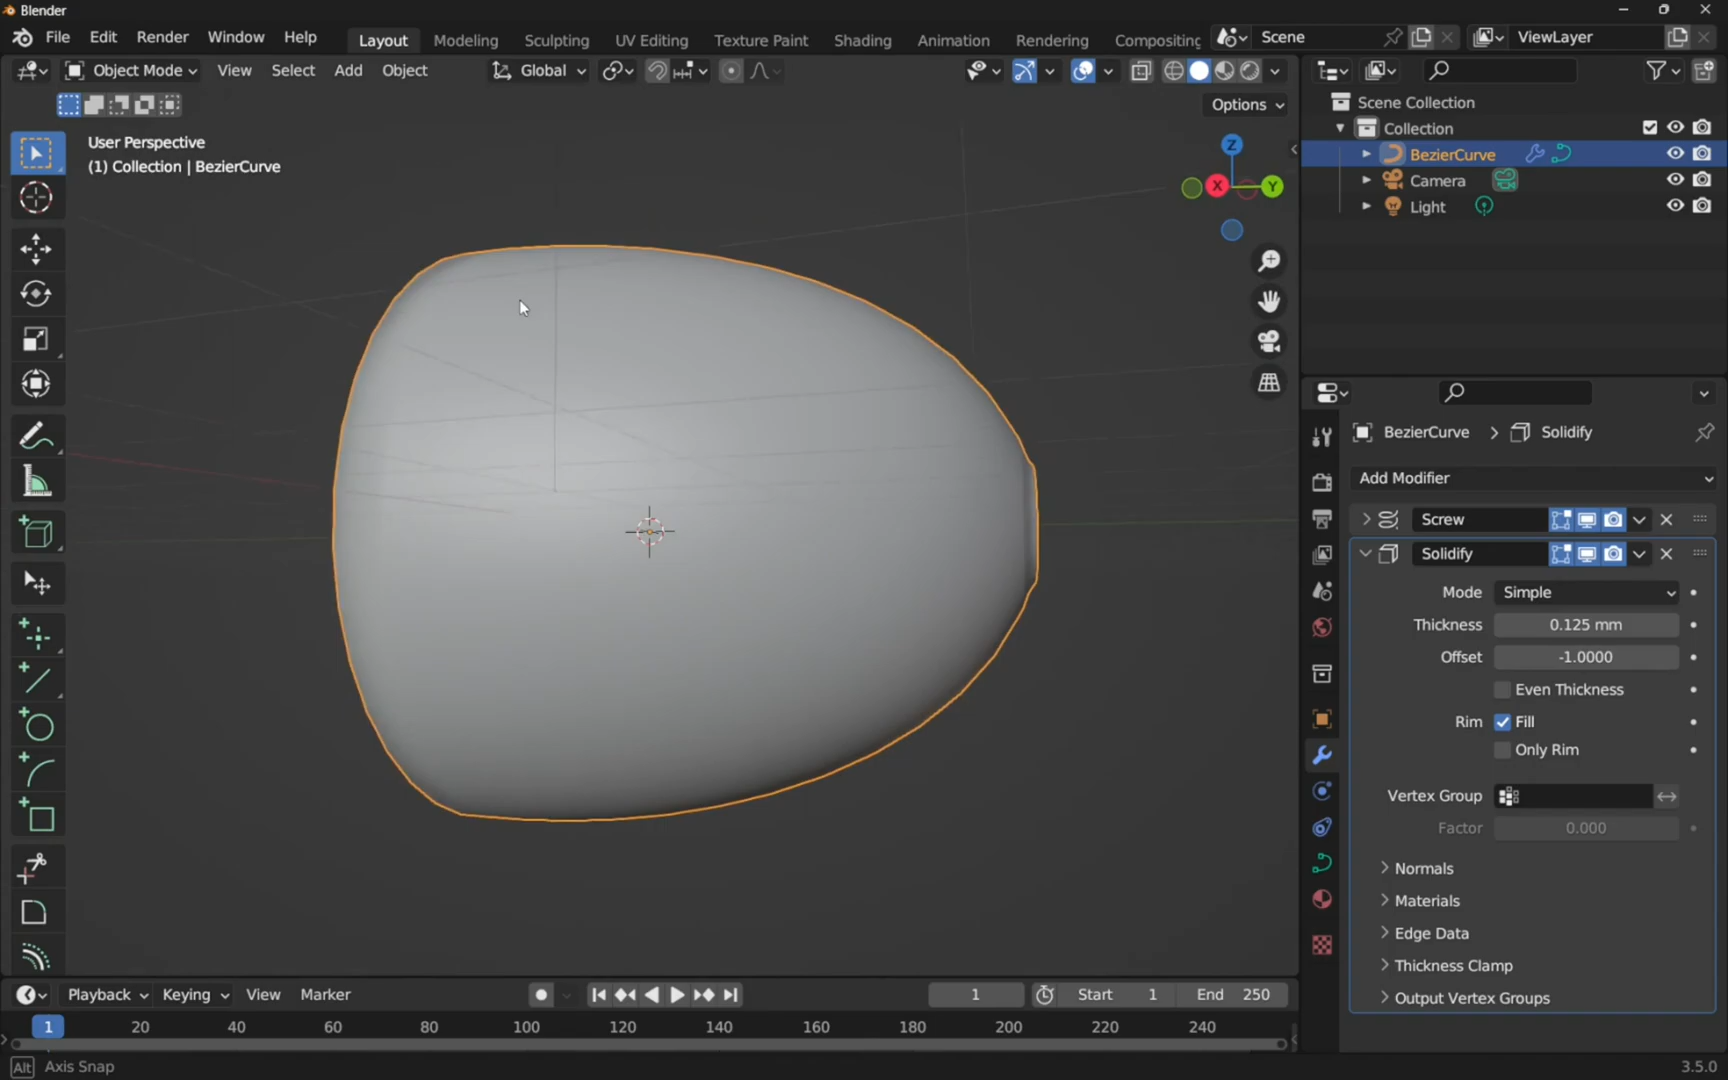 Blender
File Edit Render Window Help
Layout Modeling Sculpting UV Editing Texture Paint Shading Animation Rendering Compositing
Scene
ViewLayer
Object Mode View Select Add Object
Global
Options
User Perspective
(1) Collection | BezierCurve
Z
X
Y
Scene Collection
Collection
BezierCurve
Camera
Light
BezierCurve Solidify
Add Modifier
Screw
Solidify
Mode Simple
Thickness 0.125 mm
Offset -1.0000
Even Thickness
Rim Fill
Only Rim
Vertex Group
Factor 0.000
Normals
Materials
Edge Data
Thickness Clamp
Output Vertex Groups
Playback Keying View Marker
1 Start 1 End 250
1 20 40 60 80 100 120 140 160 180 200 220 240
Alt Axis Snap
3.5.0